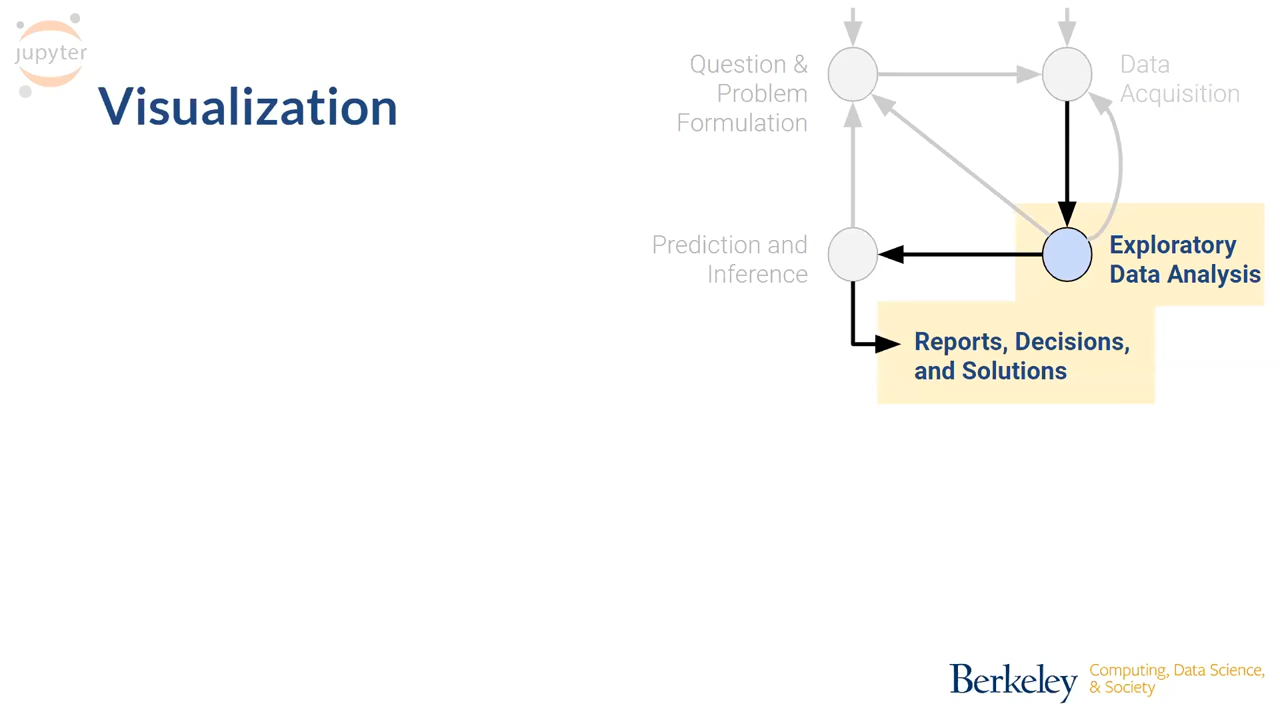 jupyter
Visualization
Question &
Problem
Formulation
Data
Acquisition
Prediction and
Inference
Exploratory
Data Analysis
Reports, Decisions,
and Solutions
Berkeley
Computing, Data Science,
& Society